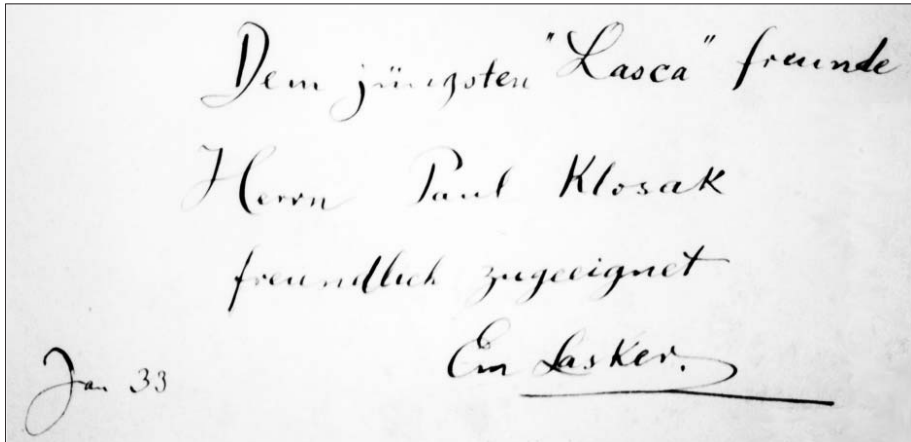 Dem jüngsten "Lasca" freunde
Herrn Paul Klosak
freundlich zugeeignet
Em Lasker.
Jan 33